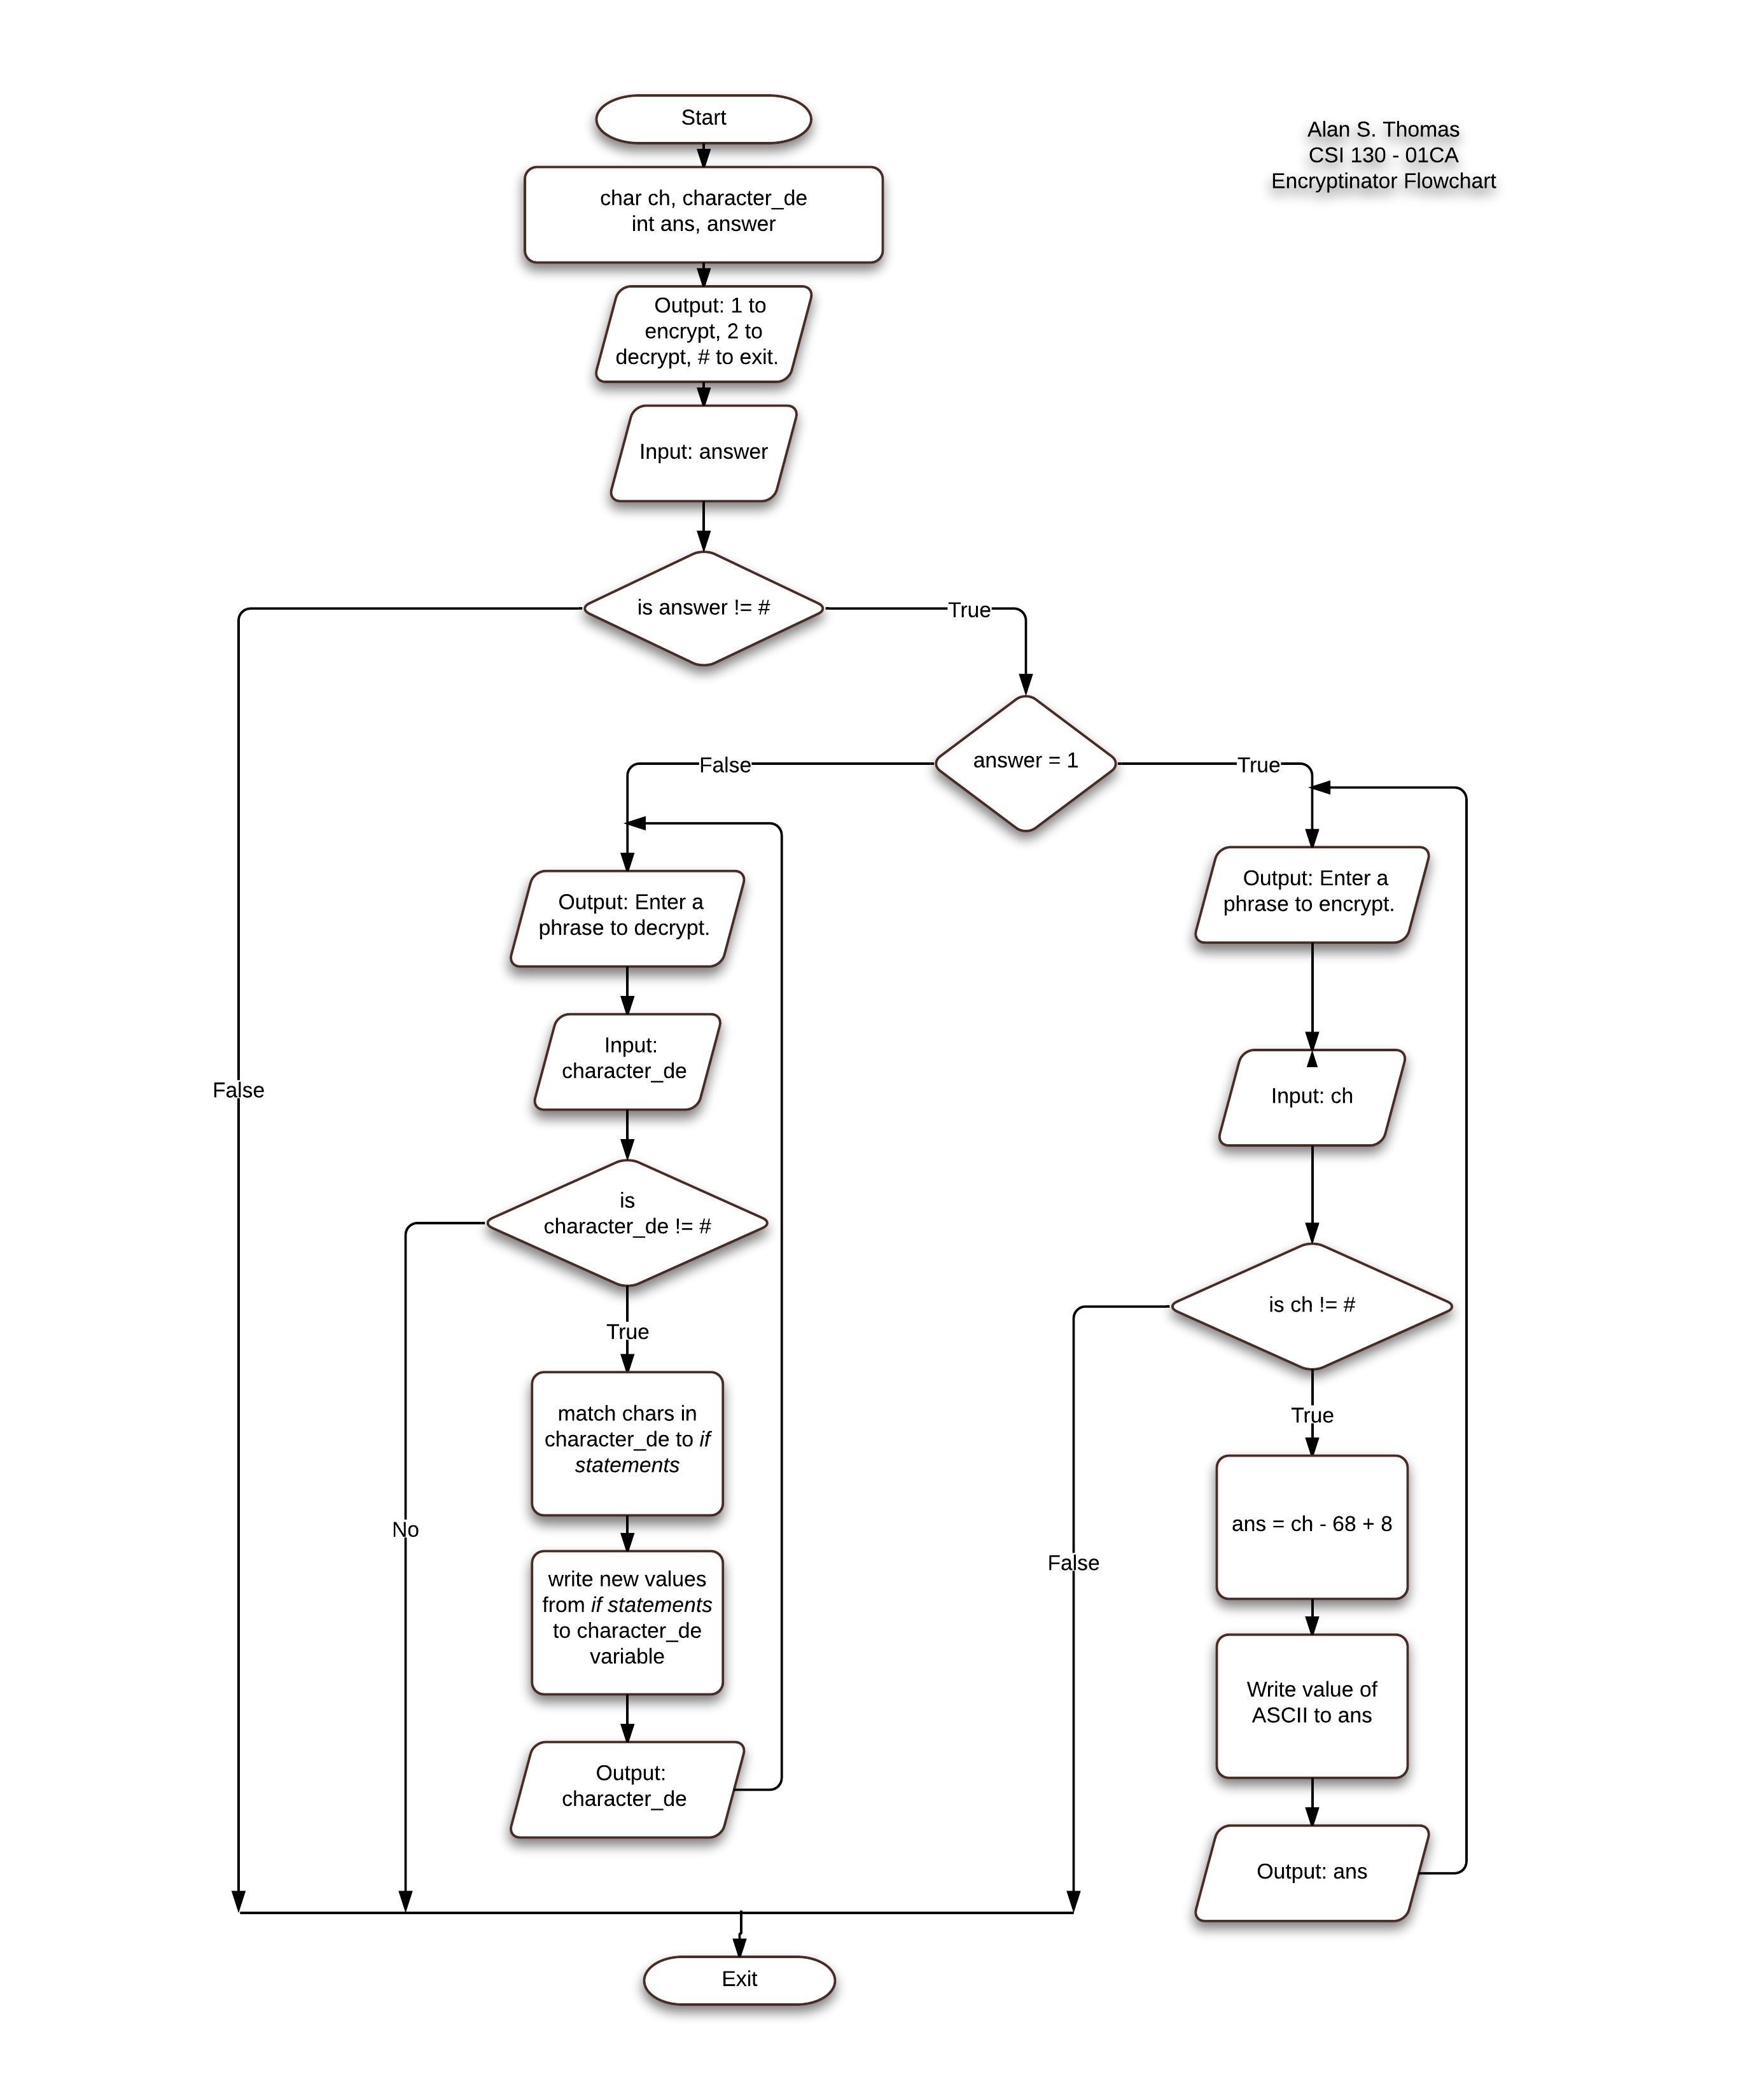 Start
Alan S. Thomas
CSI 130 - 01CA
Encryptinator Flowchart
char ch, character_de
int ans, answer
Output: 1 to
encrypt, 2 to
decrypt, # to exit.
Input: answer
is answer != #
True
answer = 1
False
True
Output: Enter a
phrase to decrypt.
Output: Enter a
phrase to encrypt.
Input:
character_de
Input: ch
False
is
character_de != #
is ch != #
True
True
match chars in
character_de to if
statements
ans = ch - 68 + 8
No
False
write new values
from if statements
to character_de
variable
Write value of
ASCII to ans
Output:
character_de
Output: ans
Exit